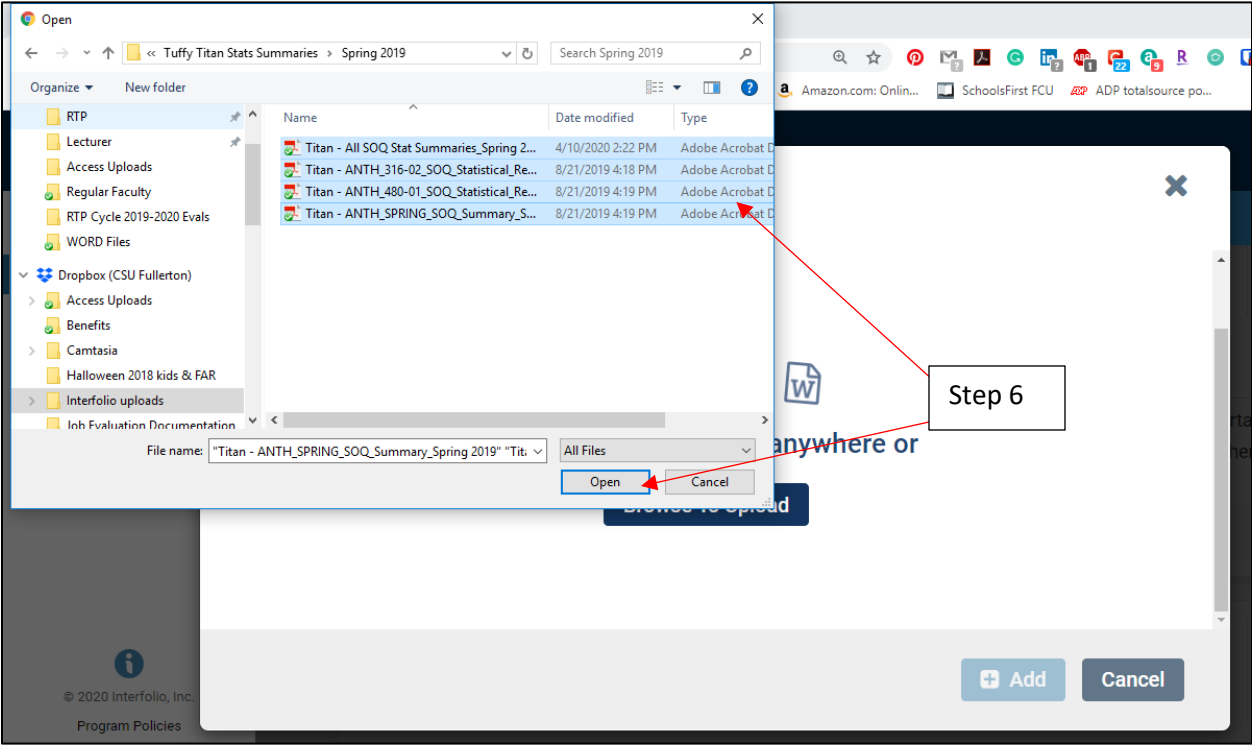 Open
« Tuffy Titan Stats Summaries > Spring 2019
Search Spring 2019
Organize
New folder
Amazon.com: Onlin...
SchoolsFirst FCU
ADP totalsource po...
RTP
Lecturer
Access Uploads
Regular Faculty
RTP Cycle 2019-2020 Evals
WORD Files
Dropbox (CSU Fullerton)
Access Uploads
Benefits
Camtasia
Halloween 2018 kids & FAR
Interfolio uploads
Job Evaluation Documentation
Name Date modified Type
Titan - All SOQ Stat Summaries_Spring 2... 4/10/2020 2:22 PM Adobe Acrobat D
Titan - ANTH_316-02_SOQ_Statistical_Re... 8/21/2019 4:18 PM Adobe Acrobat D
Titan - ANTH_480-01_SOQ_Statistical_Re... 8/21/2019 4:19 PM Adobe Acrobat D
Titan - ANTH_SPRING_SOQ_Summary_S... 8/21/2019 4:19 PM Adobe Acrobat D
File name: "Titan - ANTH_SPRING_SOQ_Summary_Spring 2019" "Tit
All Files
Open
Cancel
Step 6
W
anywhere or
Browse To Upload
Add
Cancel
© 2020 Interfolio, Inc.
Program Policies